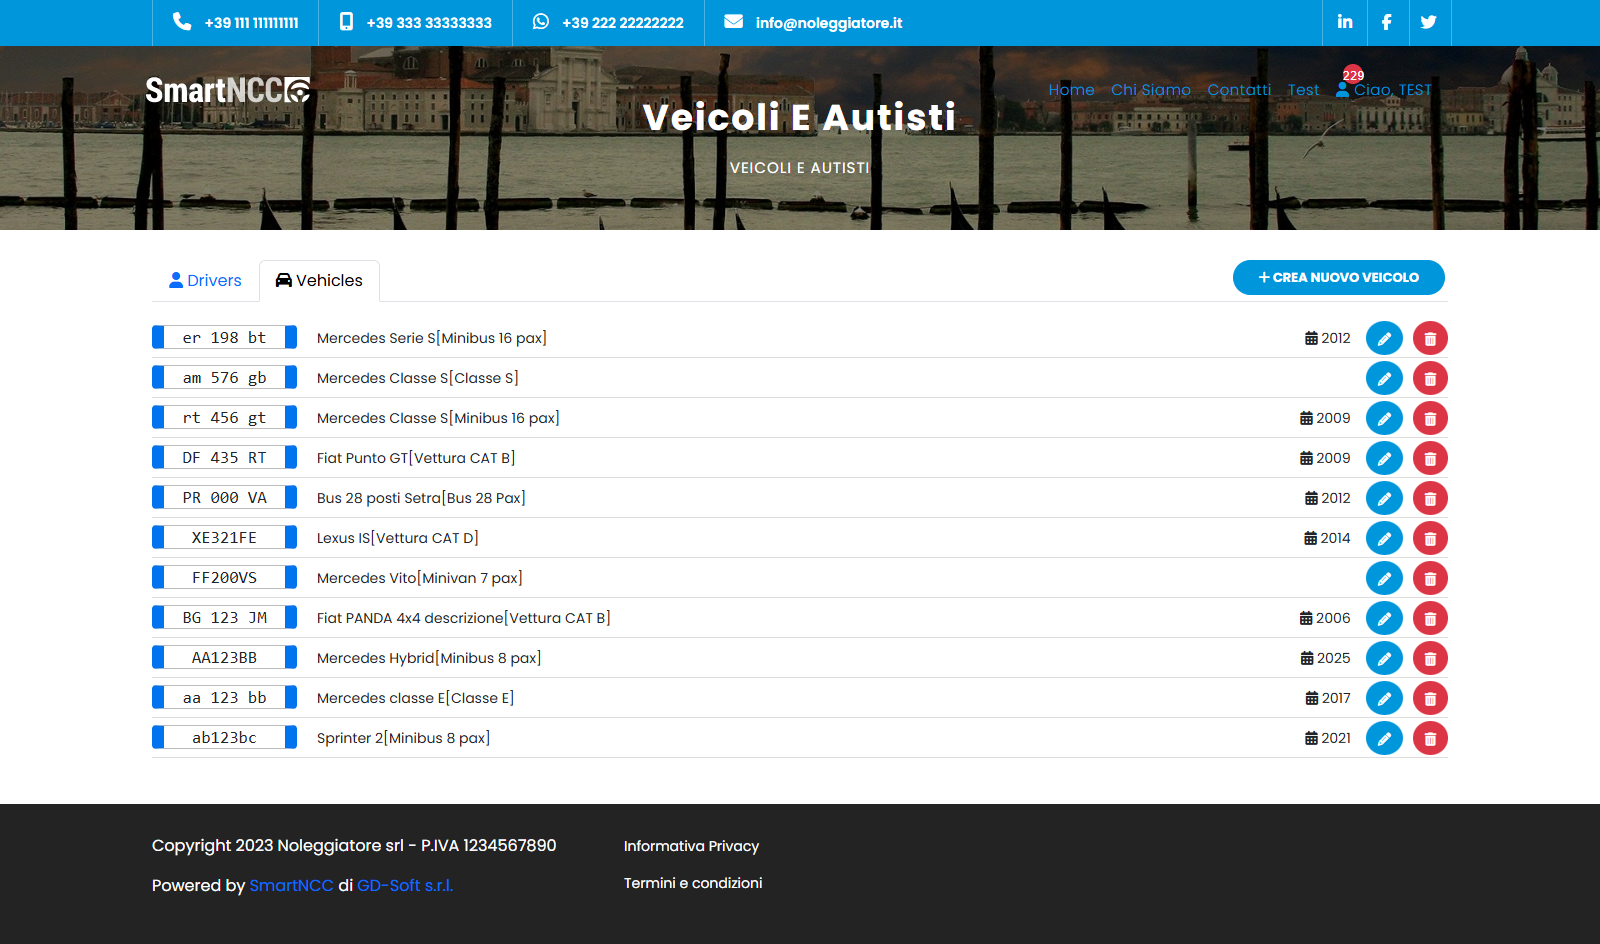 +39 111 111111111
+39 333 33333333
+39 222 22222222
info@noleggiatore.it
SmartNCC
Home
Chi Siamo
Contatti
Test
229
Ciao, TEST
Veicoli E Autisti
VEICOLI E AUTISTI
Drivers
Vehicles
CREA NUOVO VEICOLO
er 198 bt Mercedes Serie S[Minibus 16 pax] 2012
am 576 gb Mercedes Classe S[Classe S]
rt 456 gt Mercedes Classe S[Minibus 16 pax] 2009
DF 435 RT Fiat Punto GT[Vettura CAT B] 2009
PR 000 VA Bus 28 posti Setra[Bus 28 Pax] 2012
XE321FE Lexus IS[Vettura CAT D] 2014
FF200VS Mercedes Vito[Minivan 7 pax]
BG 123 JM Fiat PANDA 4x4 descrizione[Vettura CAT B] 2006
AA123BB Mercedes Hybrid[Minibus 8 pax] 2025
aa 123 bb Mercedes classe E[Classe E] 2017
ab123bc Sprinter 2[Minibus 8 pax] 2021
Copyright 2023 Noleggiatore srl - P.IVA 1234567890
Powered by SmartNCC di GD-Soft s.r.l.
Informativa Privacy
Termini e condizioni